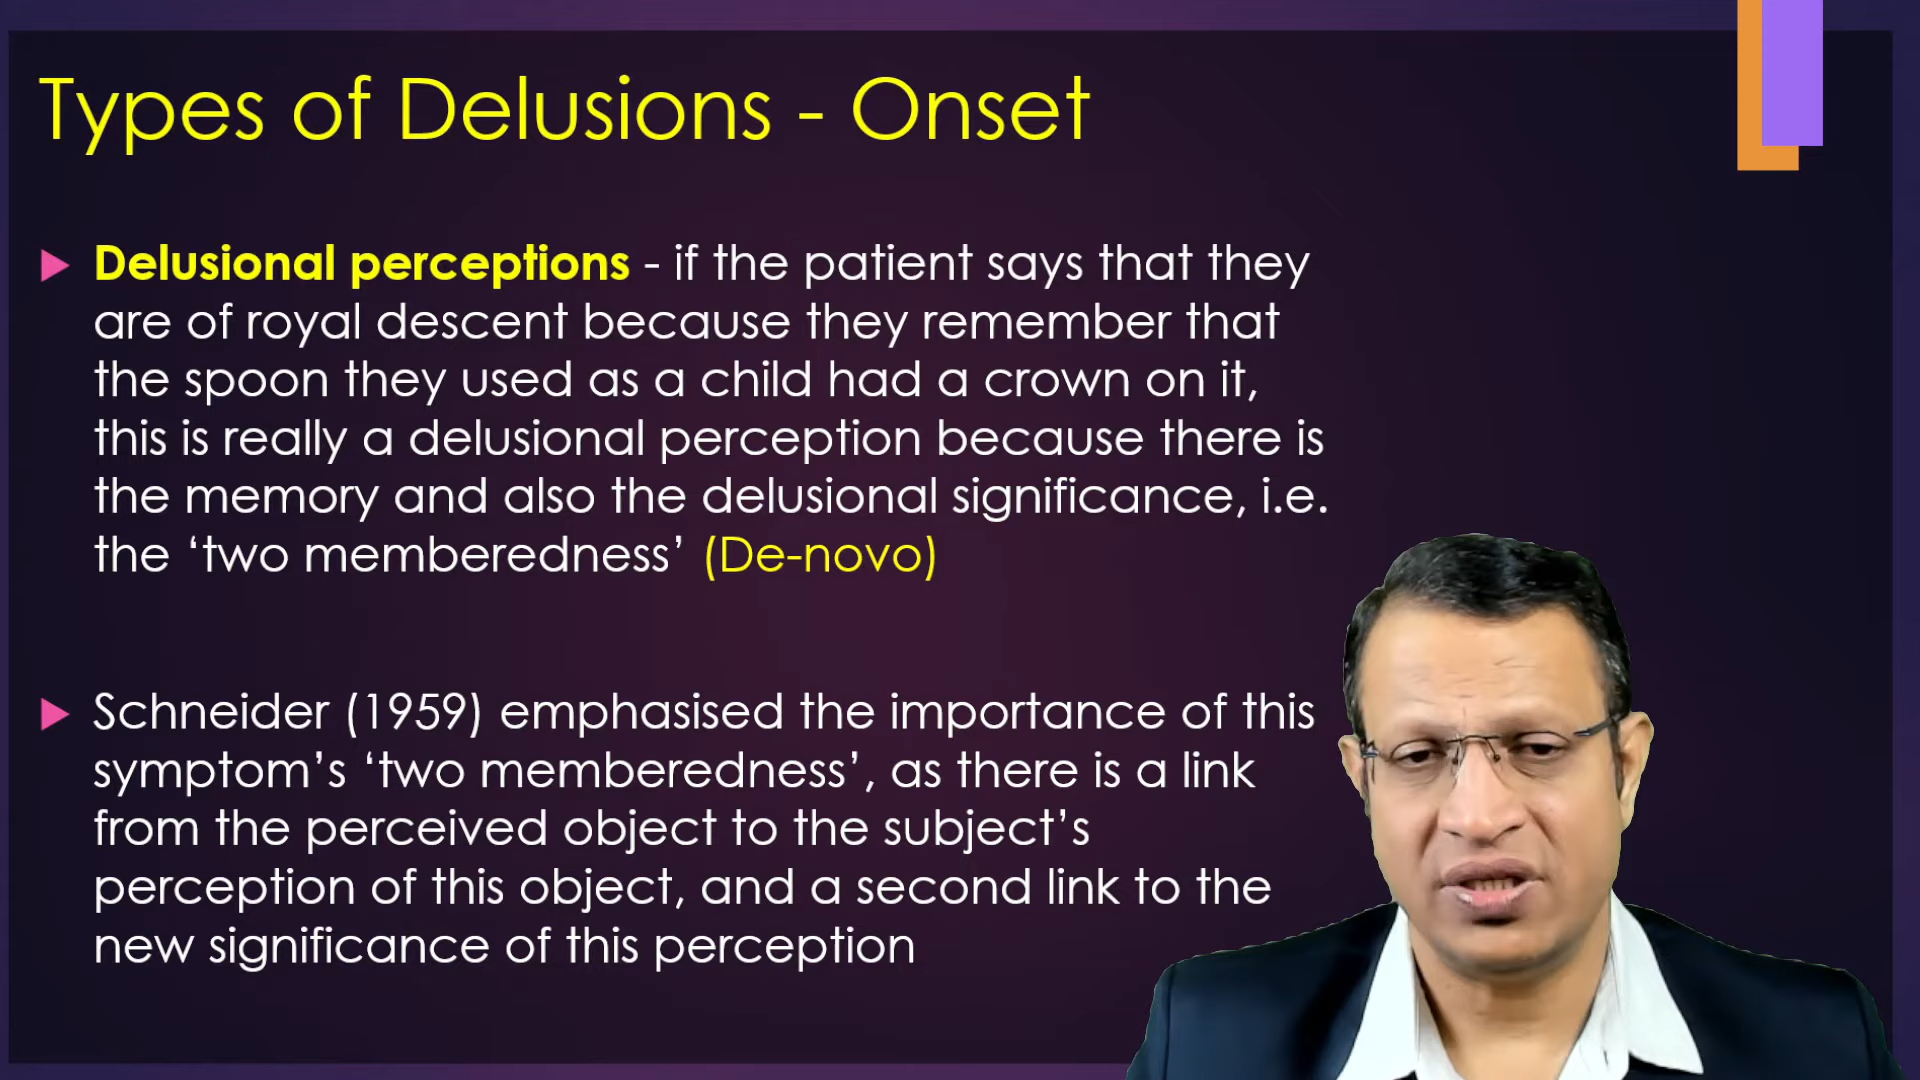 Types of Delusions - Onset
Delusional perceptions - if the patient says that they
are of royal descent because they remember that
the spoon they used as a child had a crown on it,
this is really a delusional perception because there is
the memory and also the delusional significance, i.e.
the ‘two memberedness’ (De-novo)
Schneider (1959) emphasised the importance of this
symptom’s ‘two memberedness’, as there is a link
from the perceived object to the subject’s
perception of this object, and a second link to the
new significance of this perception